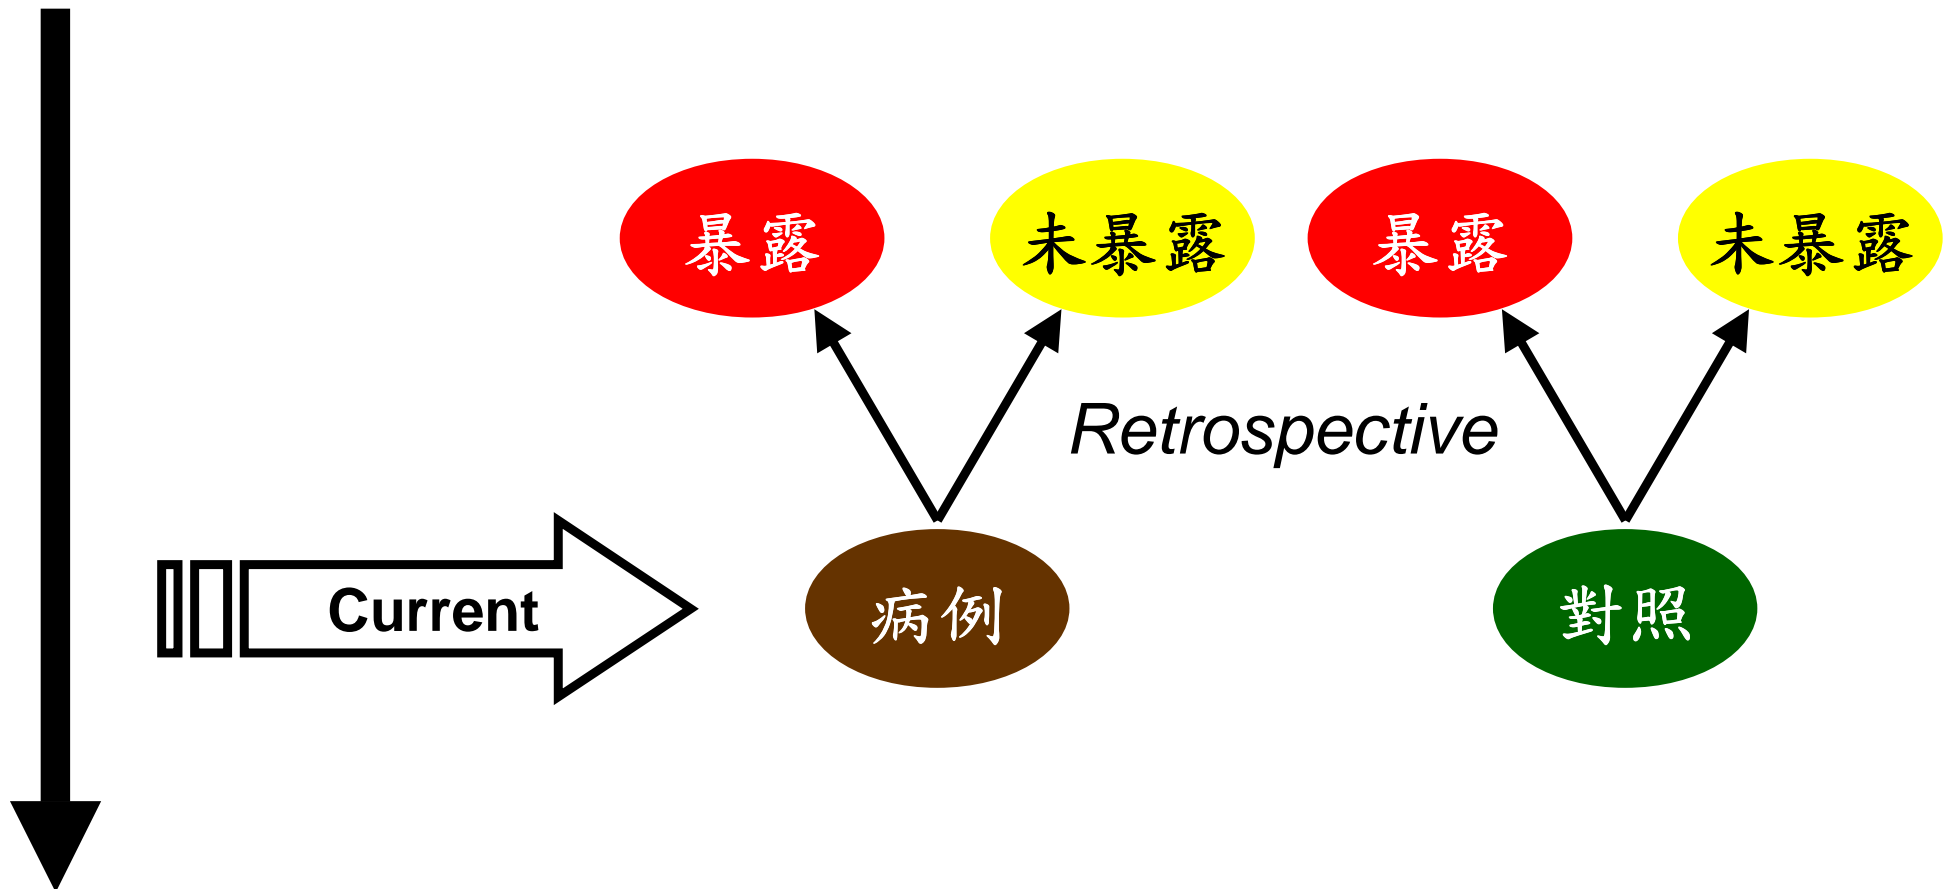 暴露
未暴露
暴露
未暴露
Retrospective
Current
病例
對照